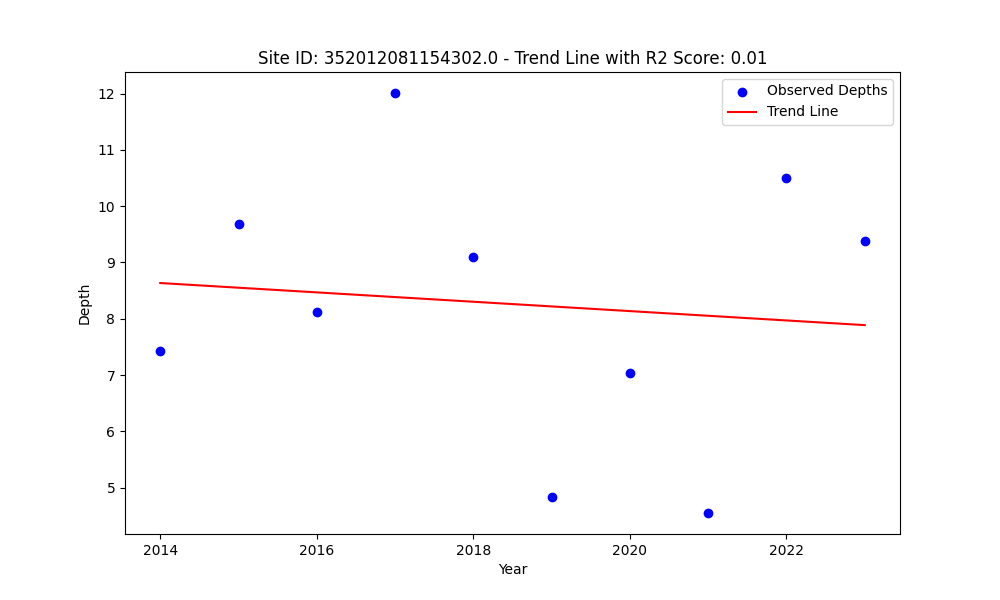 Site ID: 352012081154302.0 - Trend Line with R2 Score: 0.01
Observed Depths
Trend Line
12
11
10
9
8
7
6
5
Depth
2014
2016
2018
2020
2022
Year